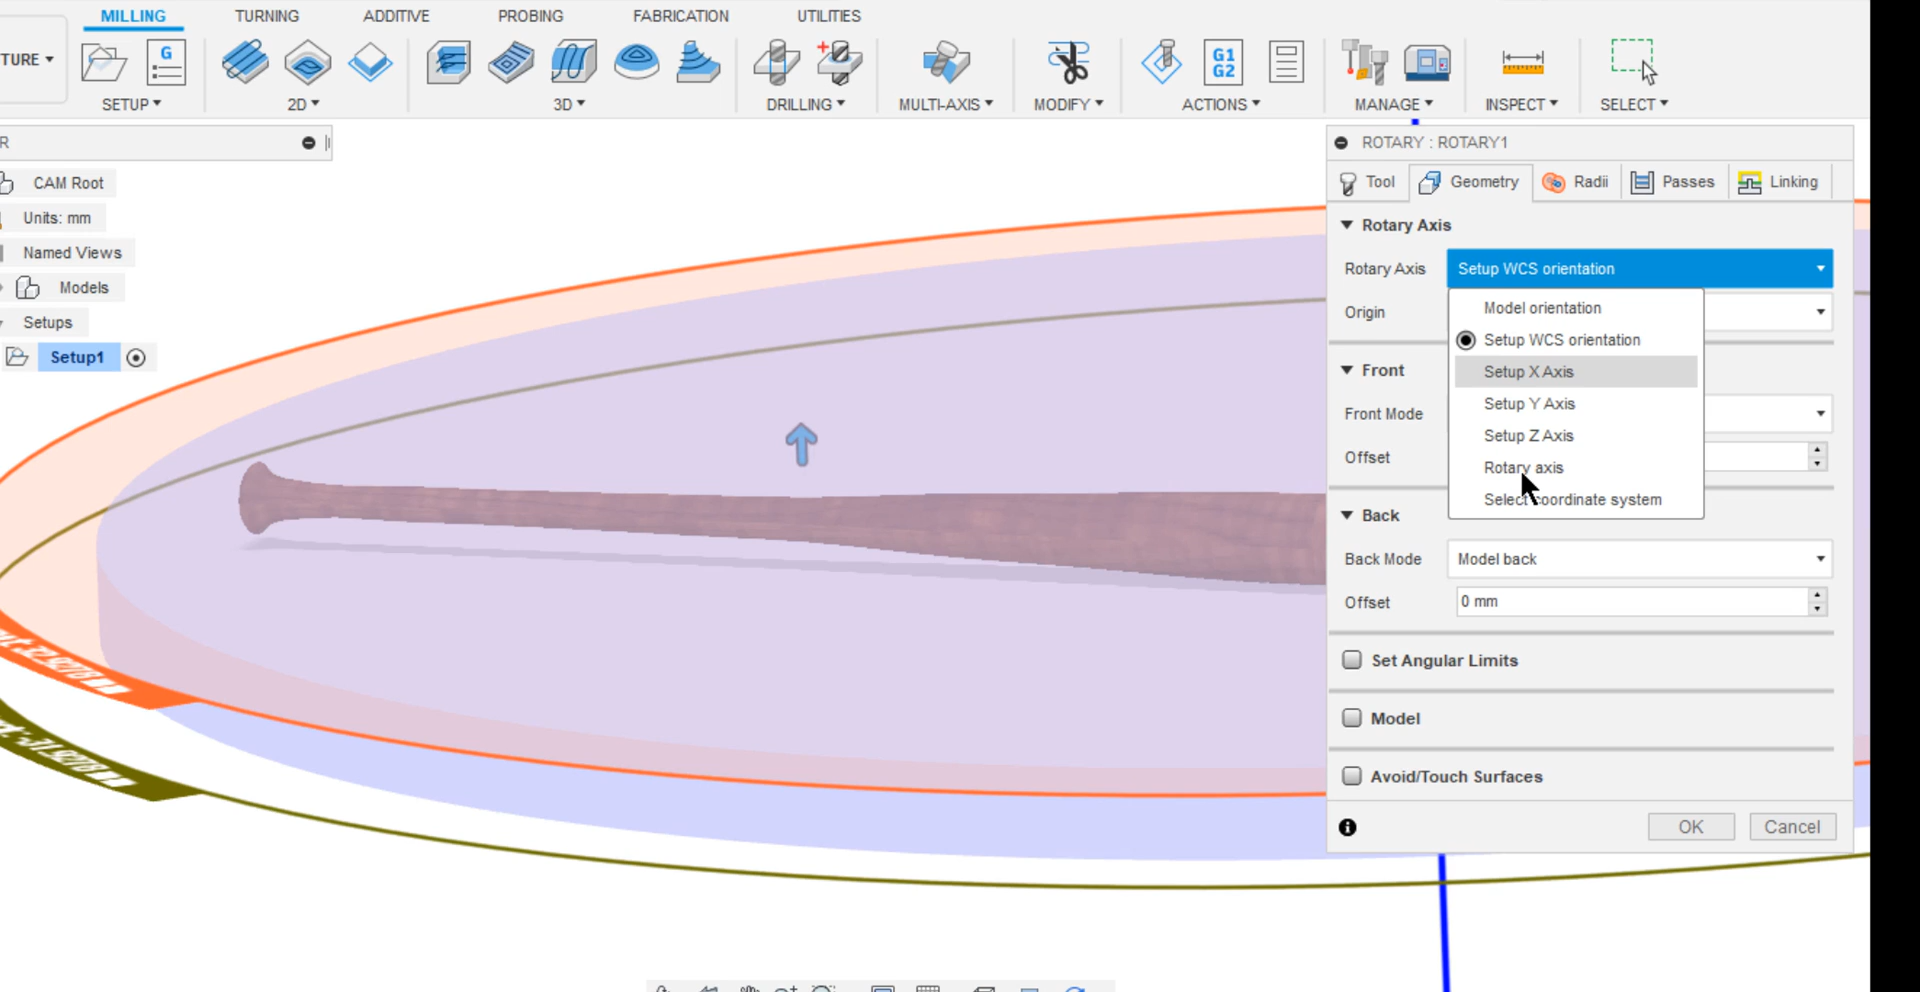 MILLING TURNING ADDITIVE PROBING FABRICATION UTILITIES
TURE
G
G1
G2
SETUP 2D 3D DRILLING MULTI-AXIS MODIFY ACTIONS MANAGE INSPECT SELECT
R
CAM Root
Units: mm
Named Views
Models
Setups
Setup1
ROTARY : ROTARY1
Tool Geometry Radii Passes Linking
Rotary Axis
Rotary Axis Setup WCS orientation
Model orientation
Origin
Setup WCS orientation
Front
Setup X Axis
Front Mode
Setup Y Axis
Setup Z Axis
Offset
Rotary axis
Select coordinate system
Back
Back Mode Model back
Offset 0 mm
Set Angular Limits
Model
Avoid/Touch Surfaces
OK Cancel